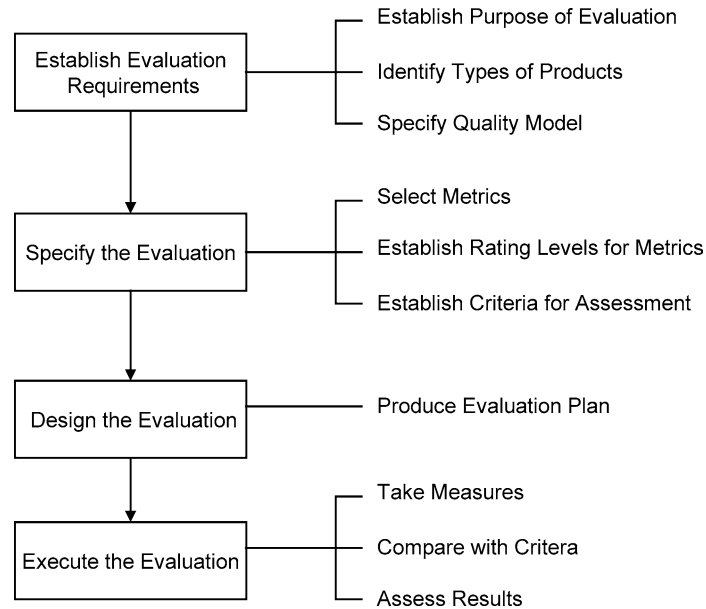 Establish Evaluation
Requirements
Establish Purpose of Evaluation
Identify Types of Products
Specify Quality Model
Specify the Evaluation
Select Metrics
Establish Rating Levels for Metrics
Establish Criteria for Assessment
Design the Evaluation
Produce Evaluation Plan
Execute the Evaluation
Take Measures
Compare with Critera
Assess Results